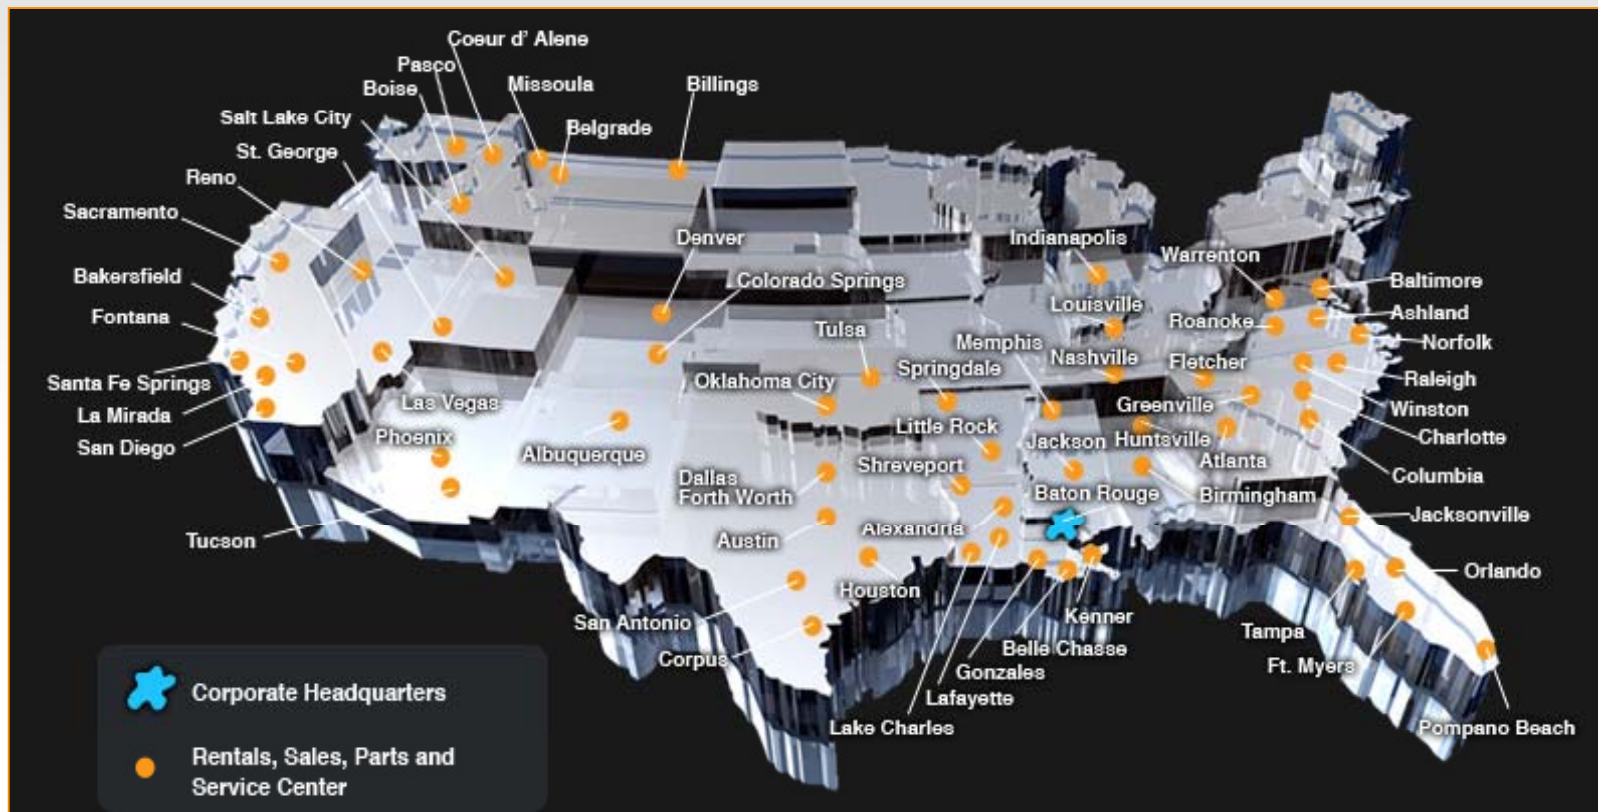 Coeur d' Alene
Pasco
Boise
Missoula
Billings
Salt Lake City
Belgrade
St. George
Reno
Sacramento
Denver
Indianapolis
Warrenton
Bakersfield
Colorado Springs
Baltimore
Fontana
Louisville
Ashland
Tulsa
Roanoke
Memphis
Norfolk
Nashville
Fletcher
Springdale
Santa Fe Springs
Oklahoma City
Raleigh
Las Vegas
Greenville
La Mirada
Winston
Little Rock
Phoenix
Jackson
Huntsville
Charlotte
San Diego
Albuquerque
Shreveport
Atlanta
Dallas
Forth Worth
Columbia
Baton Rouge
Birmingham
Jacksonville
Alexandria
Tucson
Austin
Orlando
Houston
Kenner
San Antonio
Tampa
Belle Chasse
Corpus
Ft. Myers
Gonzales
Lafayette
Lake Charles
Pompano Beach
Corporate Headquarters
Rentals, Sales, Parts and
Service Center